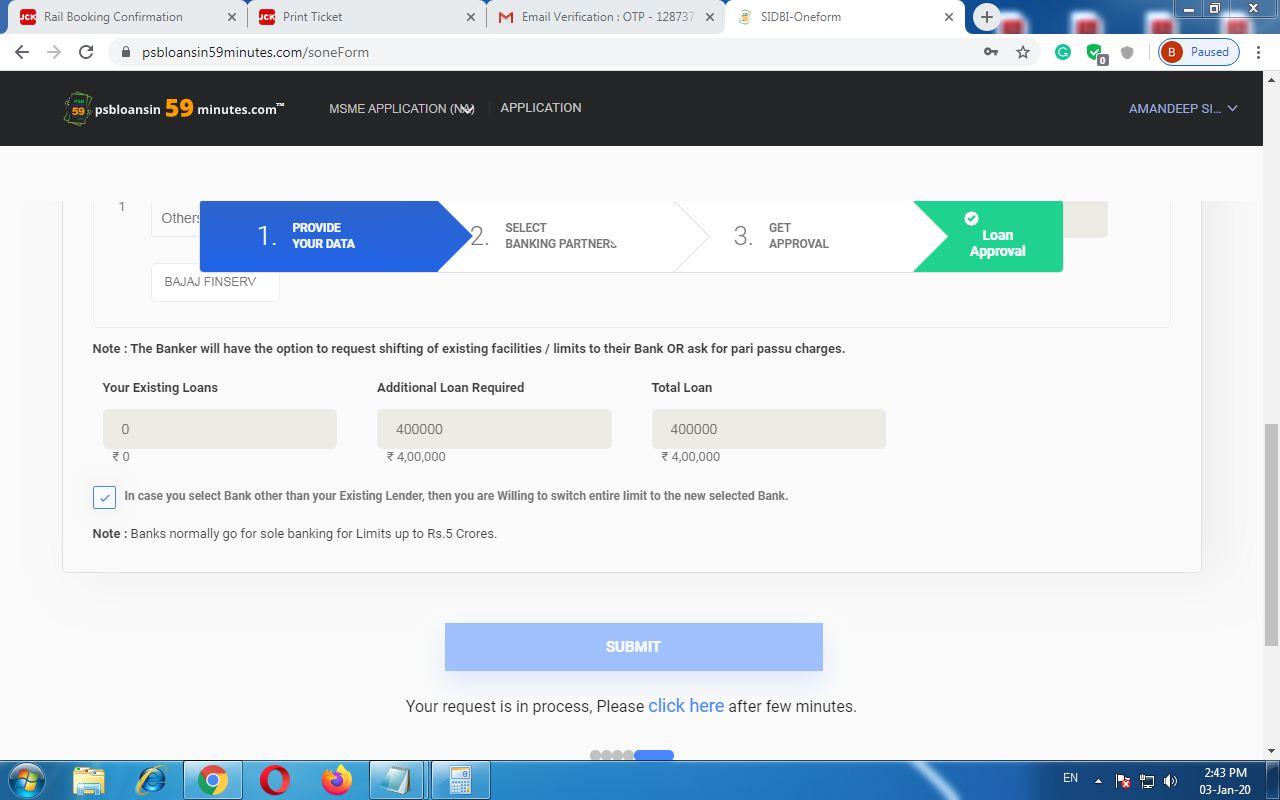 Rail Booking Confirmation
Print Ticket
Email Verification : OTP - 128737
SIDBI-Oneform
psbloansin59minutes.com/soneForm
0
B Paused
psbloansin 59 minutes.com™
MSME APPLICATION
APPLICATION
AMANDEEP SI...
1
Others
1. PROVIDE YOUR DATA
2. SELECT BANKING PARTNERS
3. GET APPROVAL
Loan Approval
BAJAJ FINSERV
Note : The Banker will have the option to request shifting of existing facilities / limits to their Bank OR ask for pari passu charges.
Your Existing Loans Additional Loan Required Total Loan
0 400000 400000
₹ 0 ₹ 4,00,000 ₹ 4,00,000
In case you select Bank other than your Existing Lender, then you are Willing to switch entire limit to the new selected Bank.
Note : Banks normally go for sole banking for Limits up to Rs.5 Crores.
SUBMIT
Your request is in process, Please click here after few minutes.
EN
2:43 PM
03-Jan-20